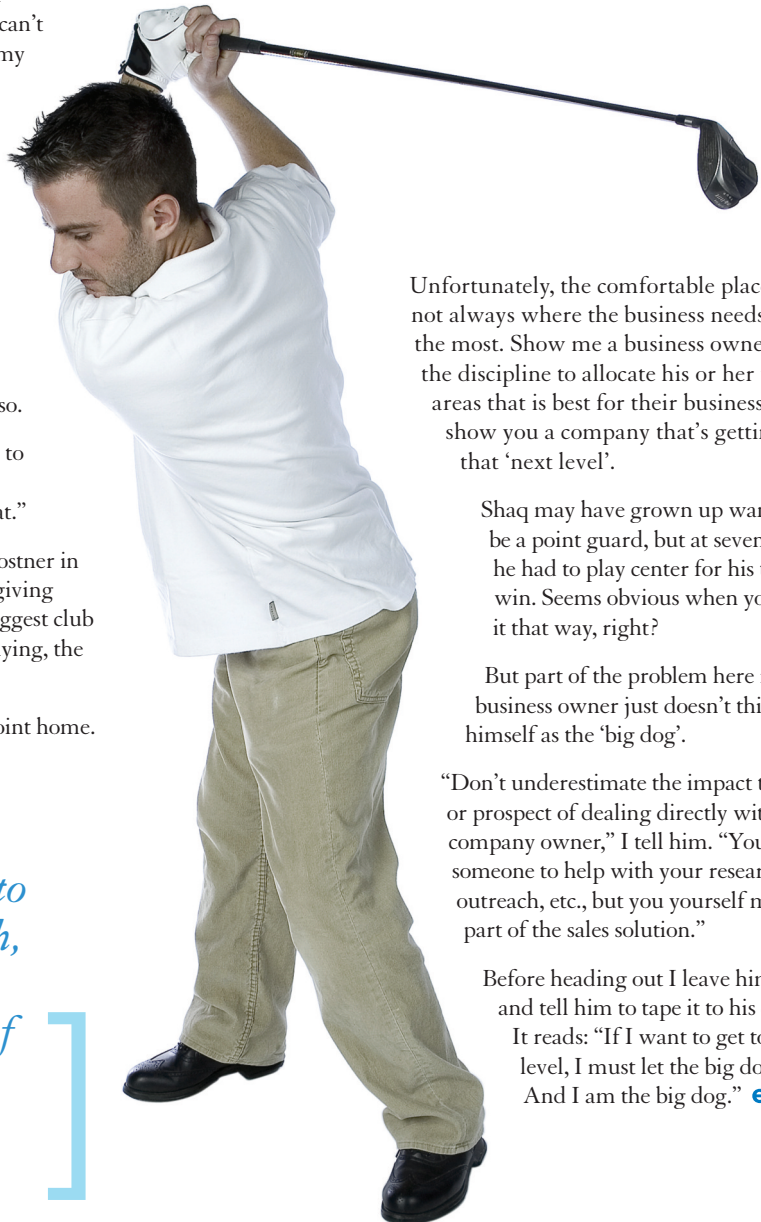 can't
my
so.
to
at.”
ostner in
giving
ggest club
ying, the
oint home.
to
h,
f
Unfortunately, the comfortable place
not always where the business needs
the most. Show me a business owne
the discipline to allocate his or her
areas that is best for their business
show you a company that's gettin
that ‘next level’.
Shaq may have grown up wan
be a point guard, but at seven
he had to play center for his
win. Seems obvious when yo
it that way, right?
But part of the problem here
business owner just doesn't thi
himself as the ‘big dog’.
“Don't underestimate the impact t
or prospect of dealing directly wit
company owner,” I tell him. “You
someone to help with your resear
outreach, etc., but you yourself m
part of the sales solution.”
Before heading out I leave him
and tell him to tape it to his
It reads: “If I want to get to
level, I must let the big do
And I am the big dog.” e